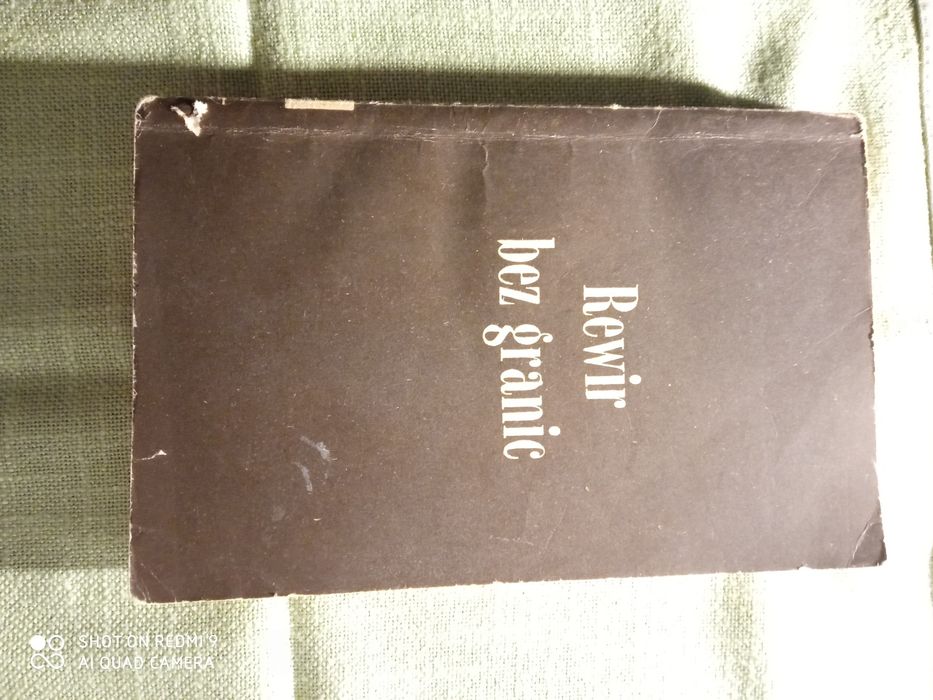 Rewir
bez granic
SHOT ON REDMI 9
AI QUAD CAMERA